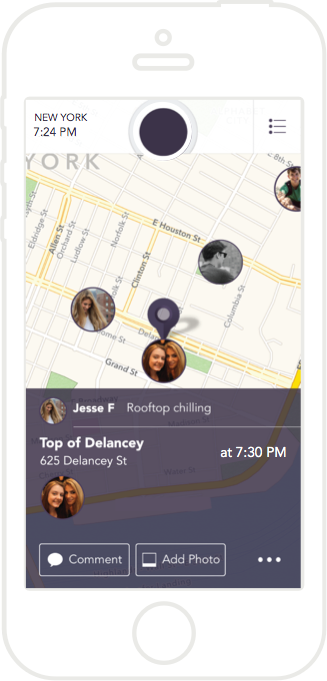 NEW YORK
7:24 PM
YORK
E 8th St
E Houston St
Eldridge St
Allen St
Orchard St
Ludlow St
Norfolk St
Clinton St
Columbia St
Grand St
Jesse F Rooftop chilling
Top of Delancey
625 Delancey St
at 7:30 PM
Water St
Comment
Add Photo